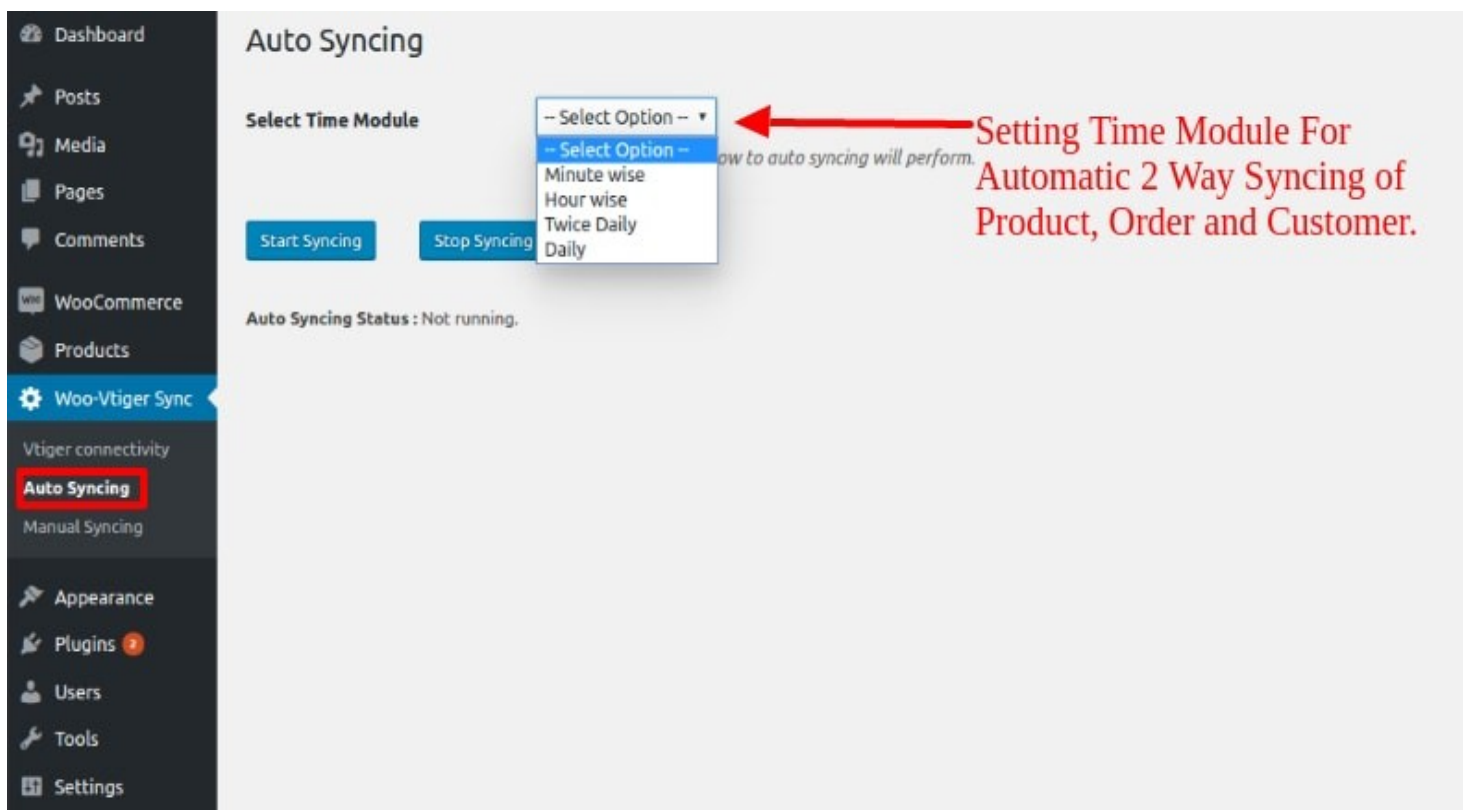 Dashboard
Posts
Media
Pages
Comments
WooCommerce
Products
Woo-Vtiger Sync
Vtiger connectivity
Auto Syncing
Manual Syncing
Appearance
Plugins 2
Users
Tools
Settings
Auto Syncing
Select Time Module
-- Select Option --
-- Select Option --
Minute wise
Hour wise
Twice Daily
Daily
to auto syncing will perform.
Start Syncing
Stop Syncing
Auto Syncing Status : Not running.
Setting Time Module For
Automatic 2 Way Syncing of
Product, Order and Customer.